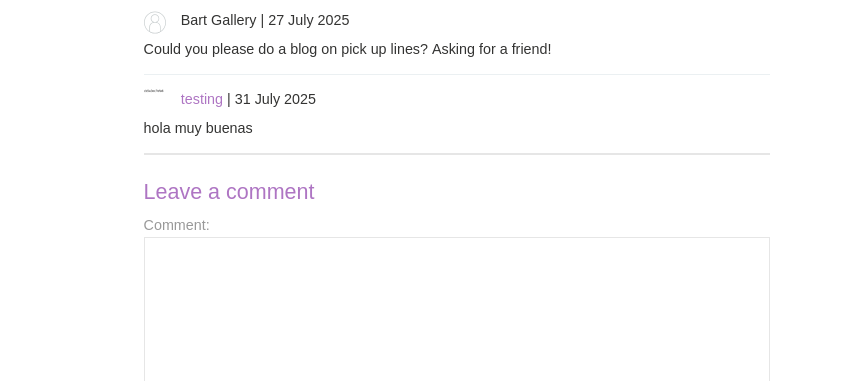 Bart Gallery | 27 July 2025
Could you please do a blog on pick up lines? Asking for a friend!
testing | 31 July 2025
hola muy buenas
Leave a comment
Comment: